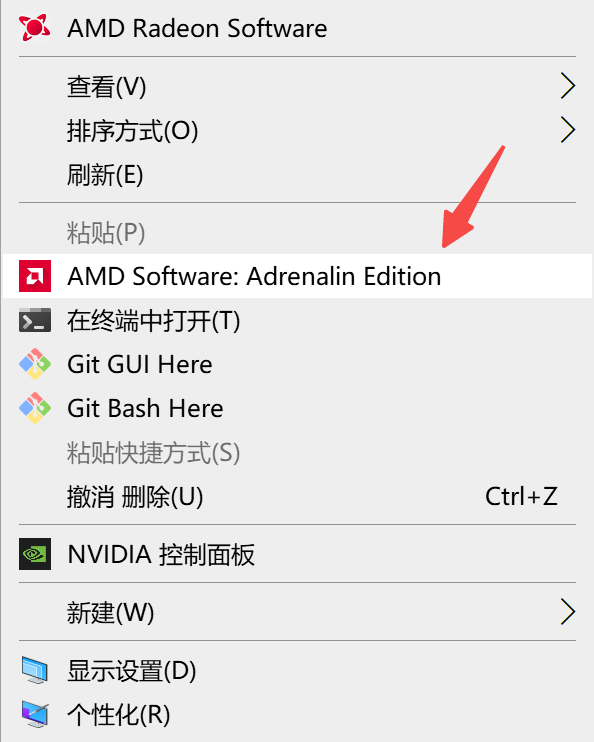 AMD Radeon Software
查看(V)
排序方式(O)
刷新(E)
粘贴(P)
AMD Software: Adrenalin Edition
在终端中打开(T)
Git GUI Here
Git Bash Here
粘贴快捷方式(S)
撤消 删除(U) Ctrl+Z
NVIDIA 控制面板
新建(W)
显示设置(D)
个性化(R)